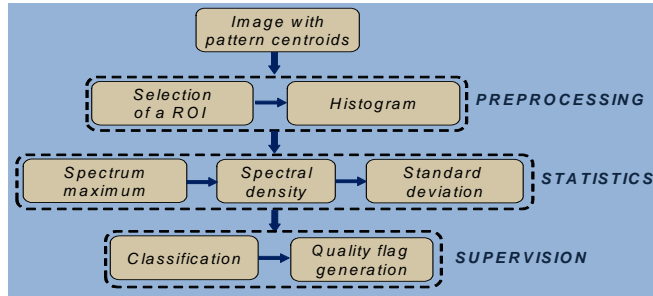 Image with
pattern centroids
Selection
of a ROI
Histogram
PREPROCESSING
Spectrum
maximum
Spectral
density
Standard
deviation
STATISTICS
Classification
Quality flag
generation
SUPERVISION